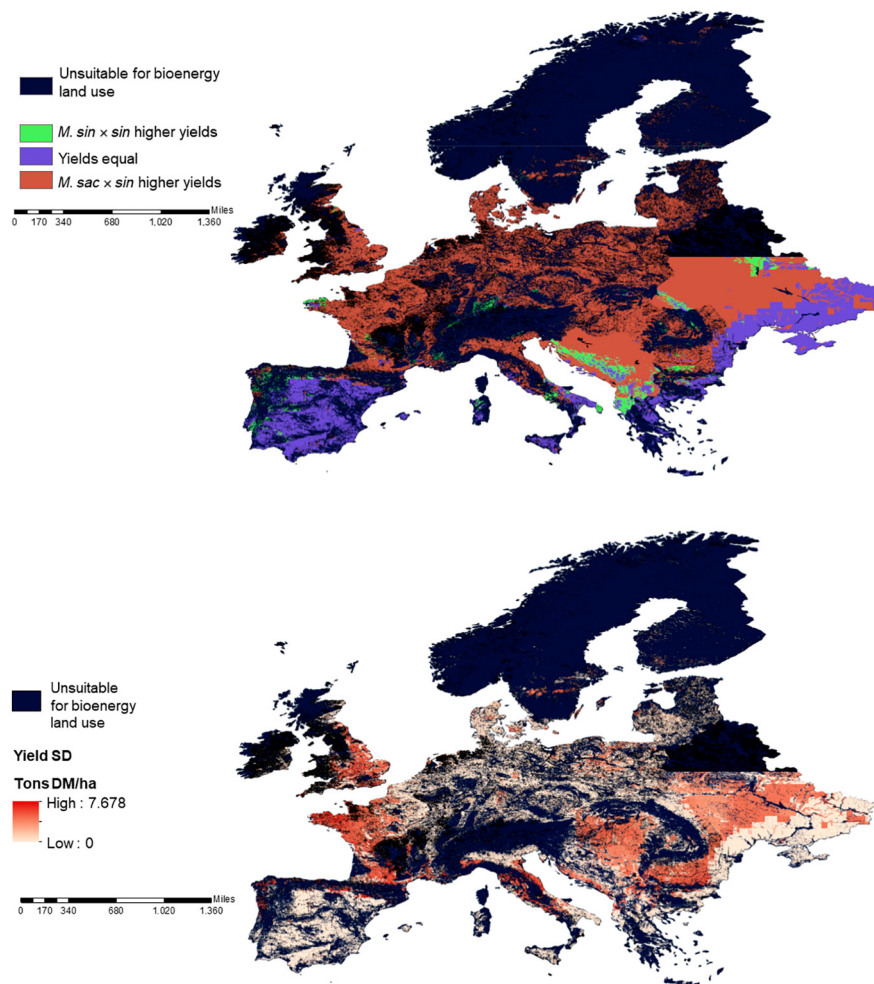 Unsuitable for bioenergy
land use
M. sin × sin higher yields
Yields equal
M. sac × sin higher yields
Miles
0 170 340 680 1,020 1,360
Unsuitable
for bioenergy
land use
Yield SD
Tons DM/ha
High : 7.678
Low : 0
Miles
0 170 340 680 1,020 1,360